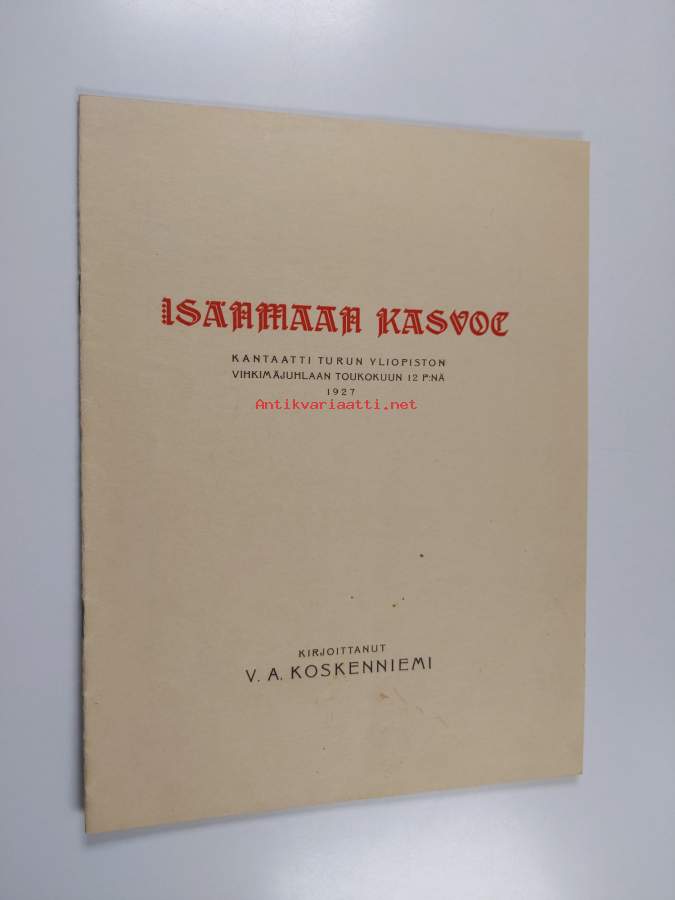 ISÄNMAAN KASVOT
KANTAATTI TURUN YLIOPISTON
VIHKIMÄJUHLAAN TOUKOKUUN 12 P:NÄ
1927
Antikvariaatti.net
KIRJOITTANUT
V. A. KOSKENNIEMI